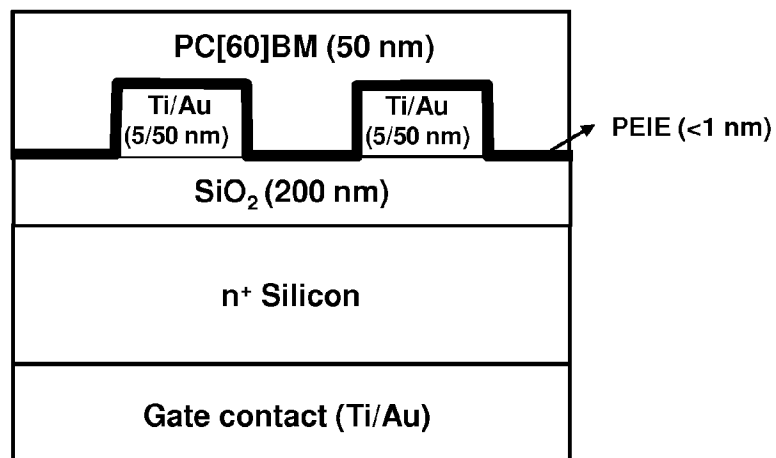 PC[60]BM (50 nm)
Ti/Au
(5/50 nm)
Ti/Au
(5/50 nm)
PEIE (<1 nm)
SiO₂ (200 nm)
n⁺ Silicon
Gate contact (Ti/Au)